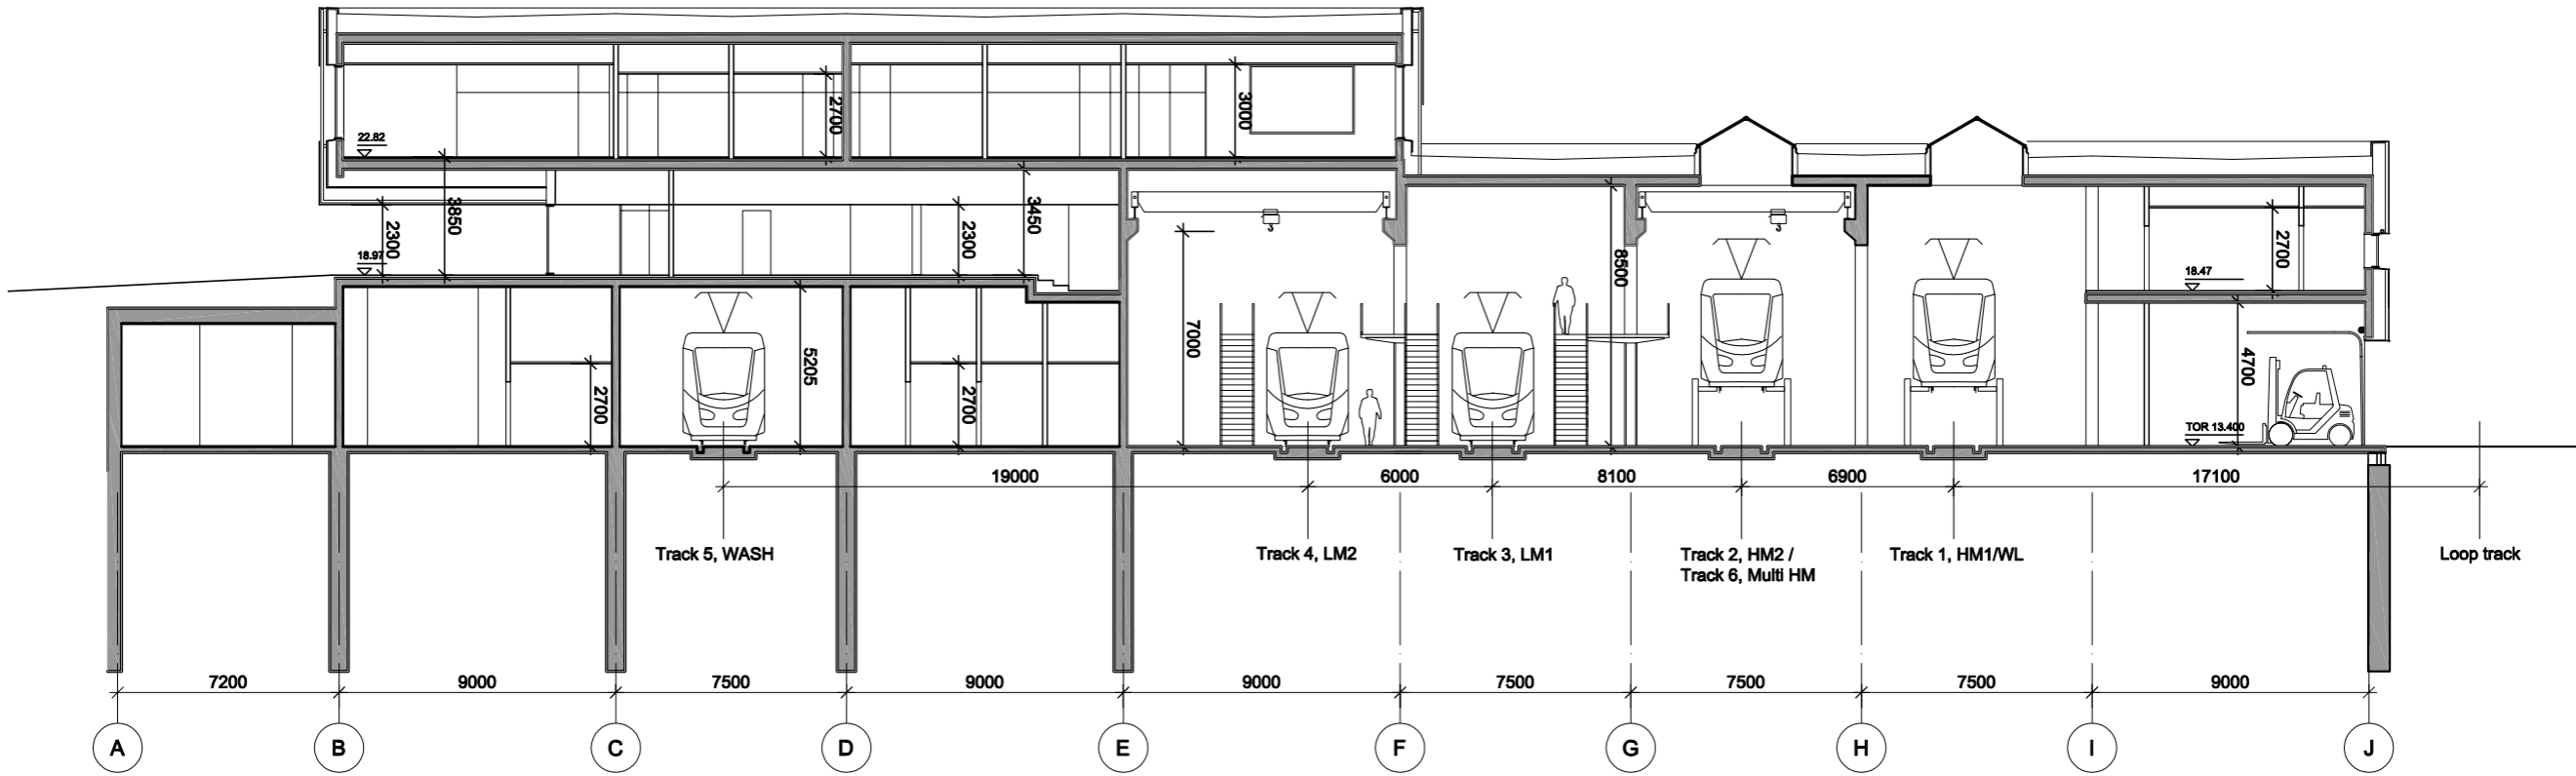 2700
3000
22.82
3850
3450
2300
2300
18.97
8500
2700
18.47
7000
5205
2700
2700
4700
TOR 13.400
19000
6000
8100
6900
17100
Track 5, WASH
Track 4, LM2
Track 3, LM1
Track 2, HM2 /
Track 6, Multi HM
Track 1, HM1/WL
Loop track
7200
9000
7500
9000
9000
7500
7500
7500
9000
A
B
C
D
E
F
G
H
I
J